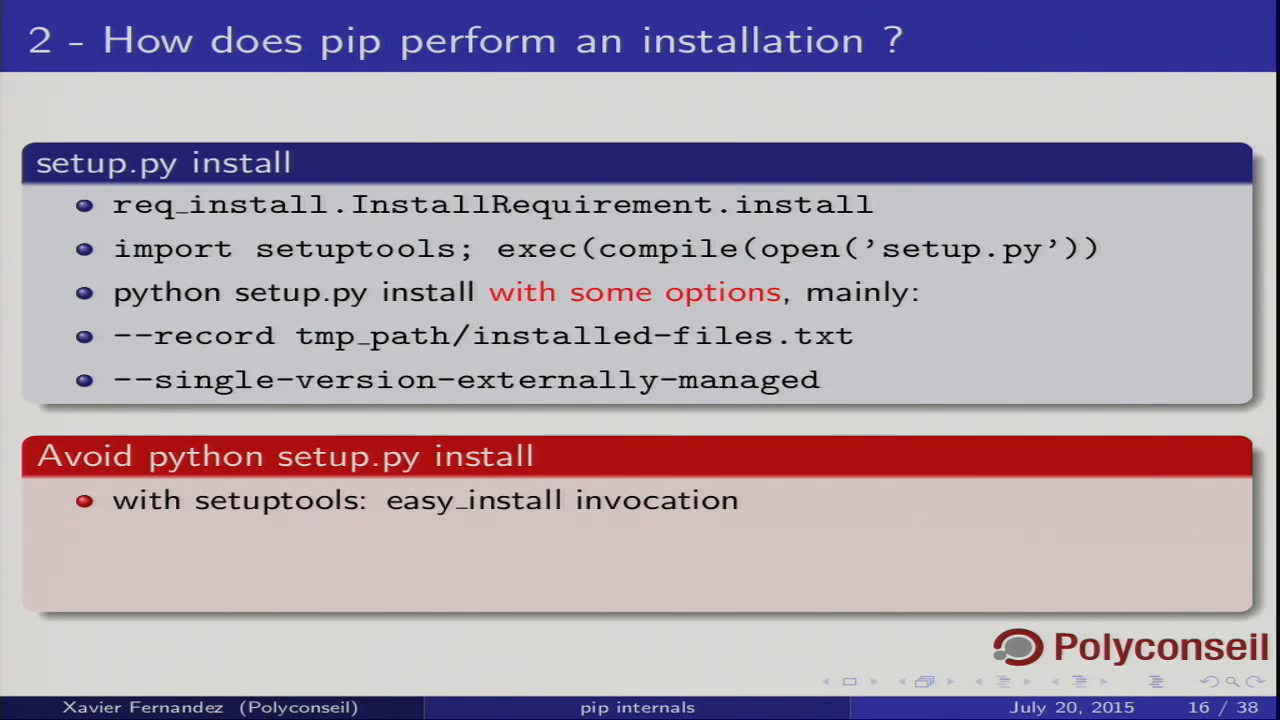 2 - How does pip perform an installation ?
setup.py install
req_install.InstallRequirement.install
import setuptools; exec(compile(open('setup.py'))
python setup.py install with some options, mainly:
--record tmp_path/installed-files.txt
--single-version-externally-managed
Avoid python setup.py install
with setuptools: easy_install invocation
Polyconseil
Xavier Fernandez (Polyconseil) pip internals July 20, 2015 16 / 38